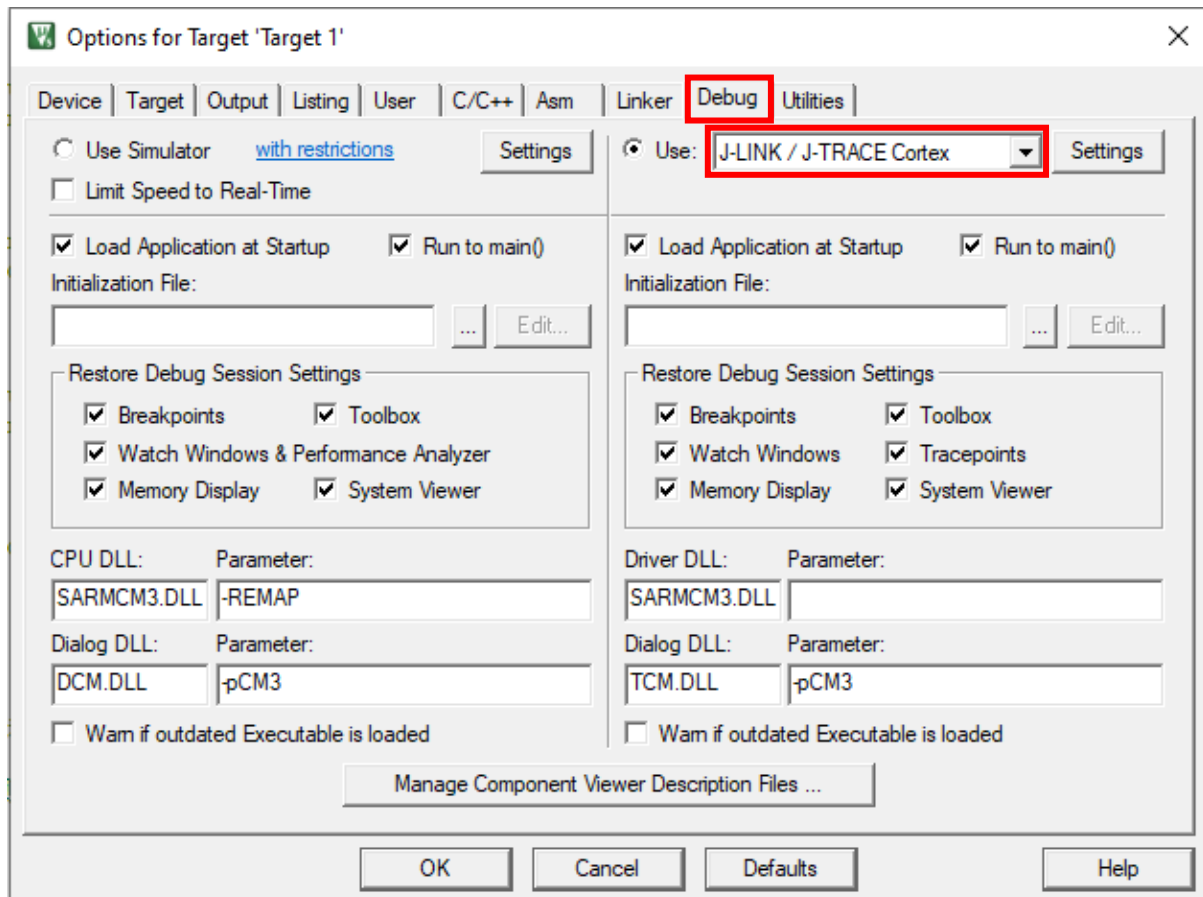 Options for Target 'Target 1'
Device Target Output Listing User C/C++ Asm Linker Debug Utilities
Use Simulator with restrictions Settings
Limit Speed to Real-Time
Use: J-LINK / J-TRACE Cortex Settings
Load Application at Startup Run to main()
Initialization File:
... Edit...
Restore Debug Session Settings
Breakpoints Toolbox
Watch Windows & Performance Analyzer
Memory Display System Viewer
CPU DLL: Parameter:
SARMCM3.DLL -REMAP
Dialog DLL: Parameter:
DCM.DLL -pCM3
Warn if outdated Executable is loaded
Load Application at Startup Run to main()
Initialization File:
... Edit...
Restore Debug Session Settings
Breakpoints Toolbox
Watch Windows Tracepoints
Memory Display System Viewer
Driver DLL: Parameter:
SARMCM3.DLL
Dialog DLL: Parameter:
TCM.DLL -pCM3
Warn if outdated Executable is loaded
Manage Component Viewer Description Files ...
OK Cancel Defaults Help